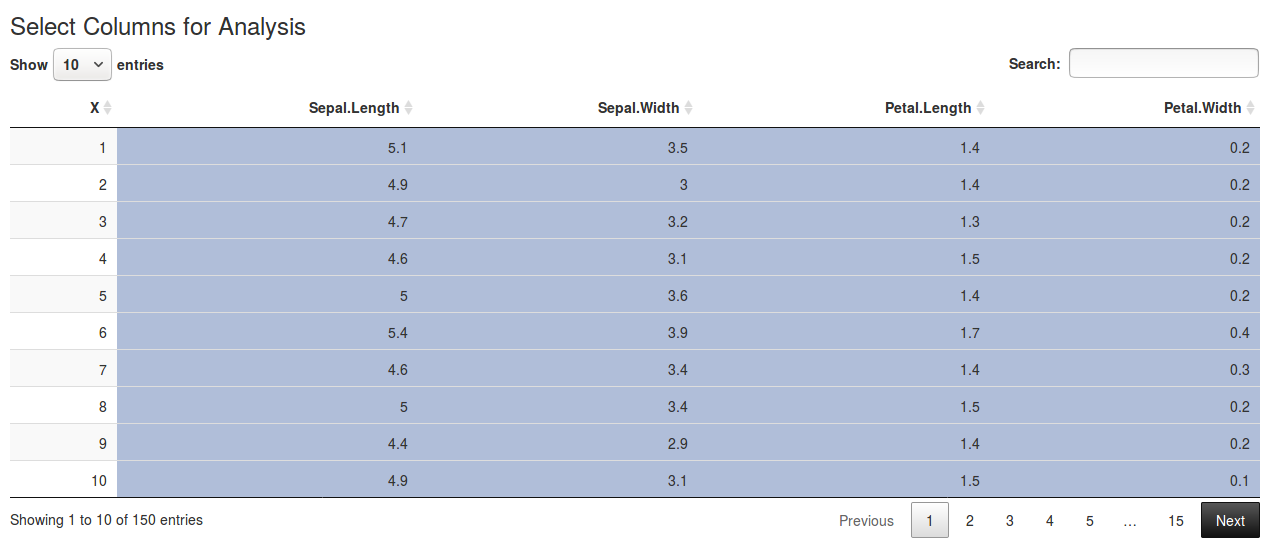 Select Columns for Analysis
Show 10 entries Search:
X Sepal.Length Sepal.Width Petal.Length Petal.Width
1 5.1 3.5 1.4 0.2
2 4.9 3 1.4 0.2
3 4.7 3.2 1.3 0.2
4 4.6 3.1 1.5 0.2
5 5 3.6 1.4 0.2
6 5.4 3.9 1.7 0.4
7 4.6 3.4 1.4 0.3
8 5 3.4 1.5 0.2
9 4.4 2.9 1.4 0.2
10 4.9 3.1 1.5 0.1
Showing 1 to 10 of 150 entries Previous 1 2 3 4 5 … 15 Next